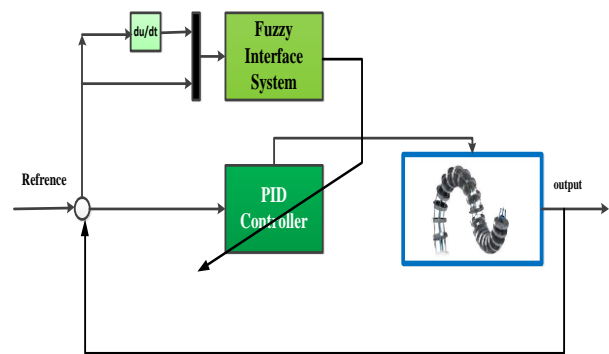 du/dt
Fuzzy
Interface
System
Refrence
PID
Controller
output